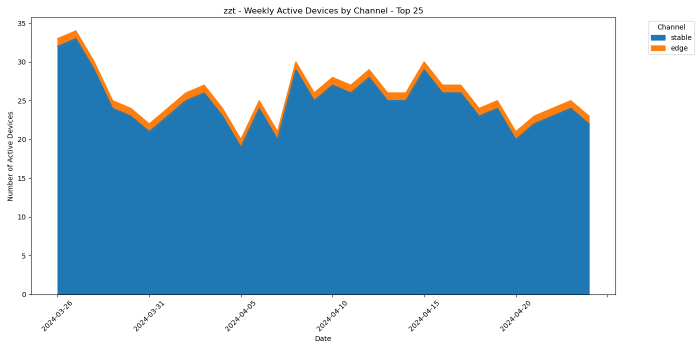 zzt - Weekly Active Devices by Channel - Top 25
Channel
stable
edge
Number of Active Devices
35
30
25
20
15
10
5
0
2024-03-26
2024-03-31
2024-04-05
2024-04-10
2024-04-15
2024-04-20
Date